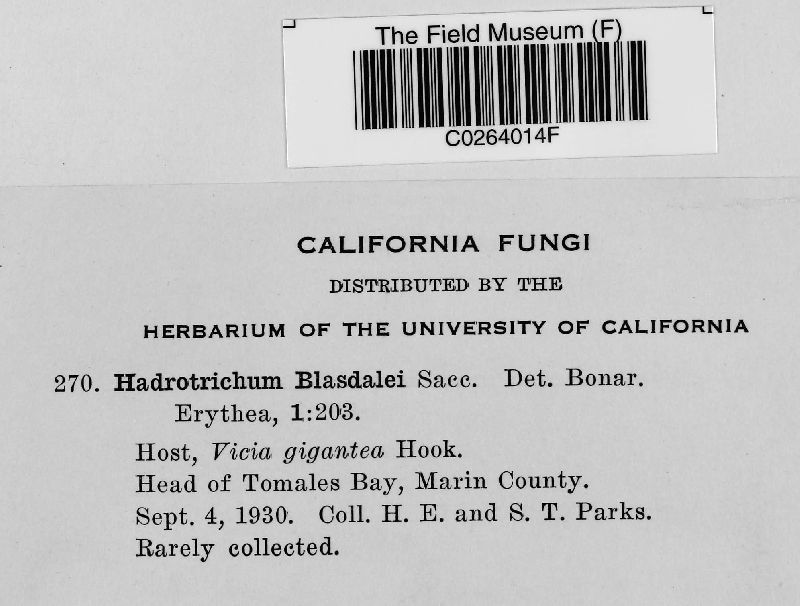 The Field Museum (F)
C0264014F
CALIFORNIA FUNGI
DISTRIBUTED BY THE
HERBARIUM OF THE UNIVERSITY OF CALIFORNIA
270. Hadrotrichum Blasdalei Sacc. Det. Bonar.
Erythea, 1:203.
Host, Vicia gigantea Hook.
Head of Tomales Bay, Marin County.
Sept. 4, 1930. Coll. H. E. and S. T. Parks.
Rarely collected.